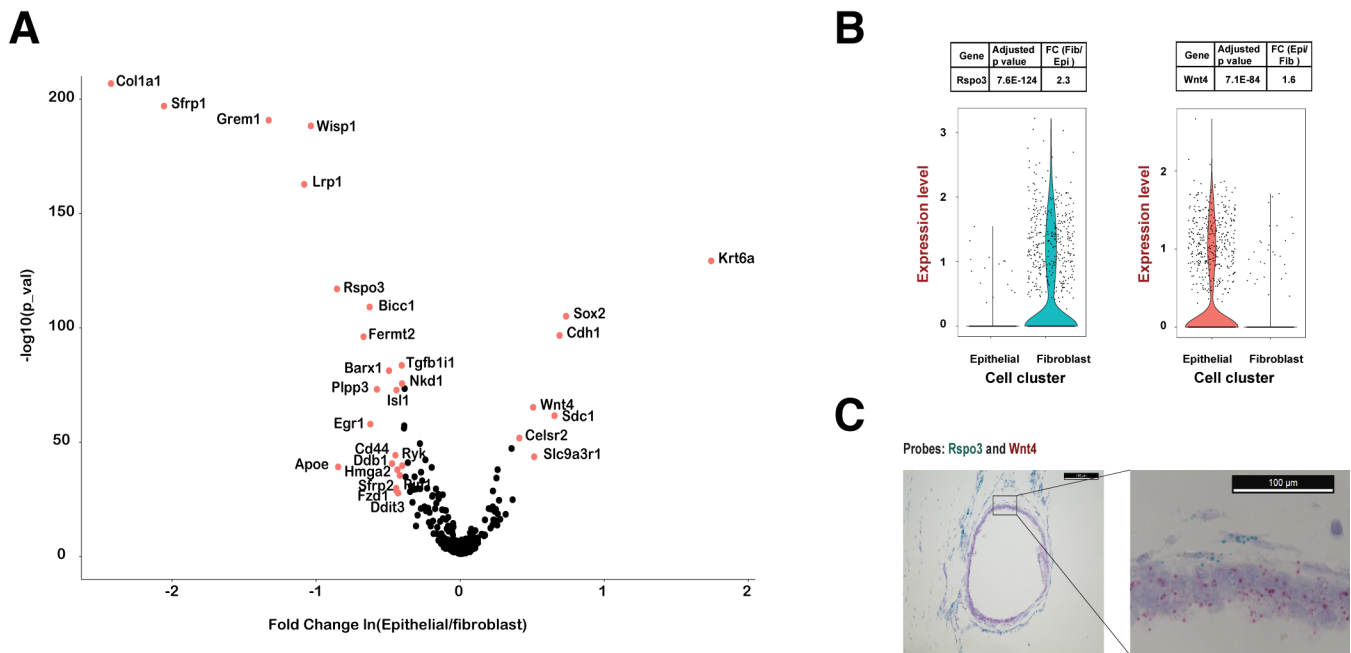 A
-log10(p_val)
200
150
100
50
0
Col1a1
Sfrp1
Grem1
Wisp1
Lrp1
Krt6a
Rspo3
Bicc1
Sox2
Fermt2
Cdh1
Tgfb1i1
Barx1
Nkd1
Plpp3
Isl1
Wnt4
Sdc1
Egr1
Celsr2
Cd44
Ryk
Slc9a3r1
Ddb1
Apoe
Hmga2
Sfrp2
Fzd1
Ddit3
-2
-1
0
1
2
Fold Change ln(Epithelial/fibroblast)
B
Gene Adjusted p value FC (Fib/ Epi )
Rspo3 7.6E-124 2.3
Expression level
3
2
1
0
Epithelial Fibroblast
Cell cluster
Gene Adjusted p value FC (Epi/ Fib )
Wnt4 7.1E-84 1.6
Expression level
2
1
0
Epithelial Fibroblast
Cell cluster
C
Probes: Rspo3 and Wnt4
100 µm